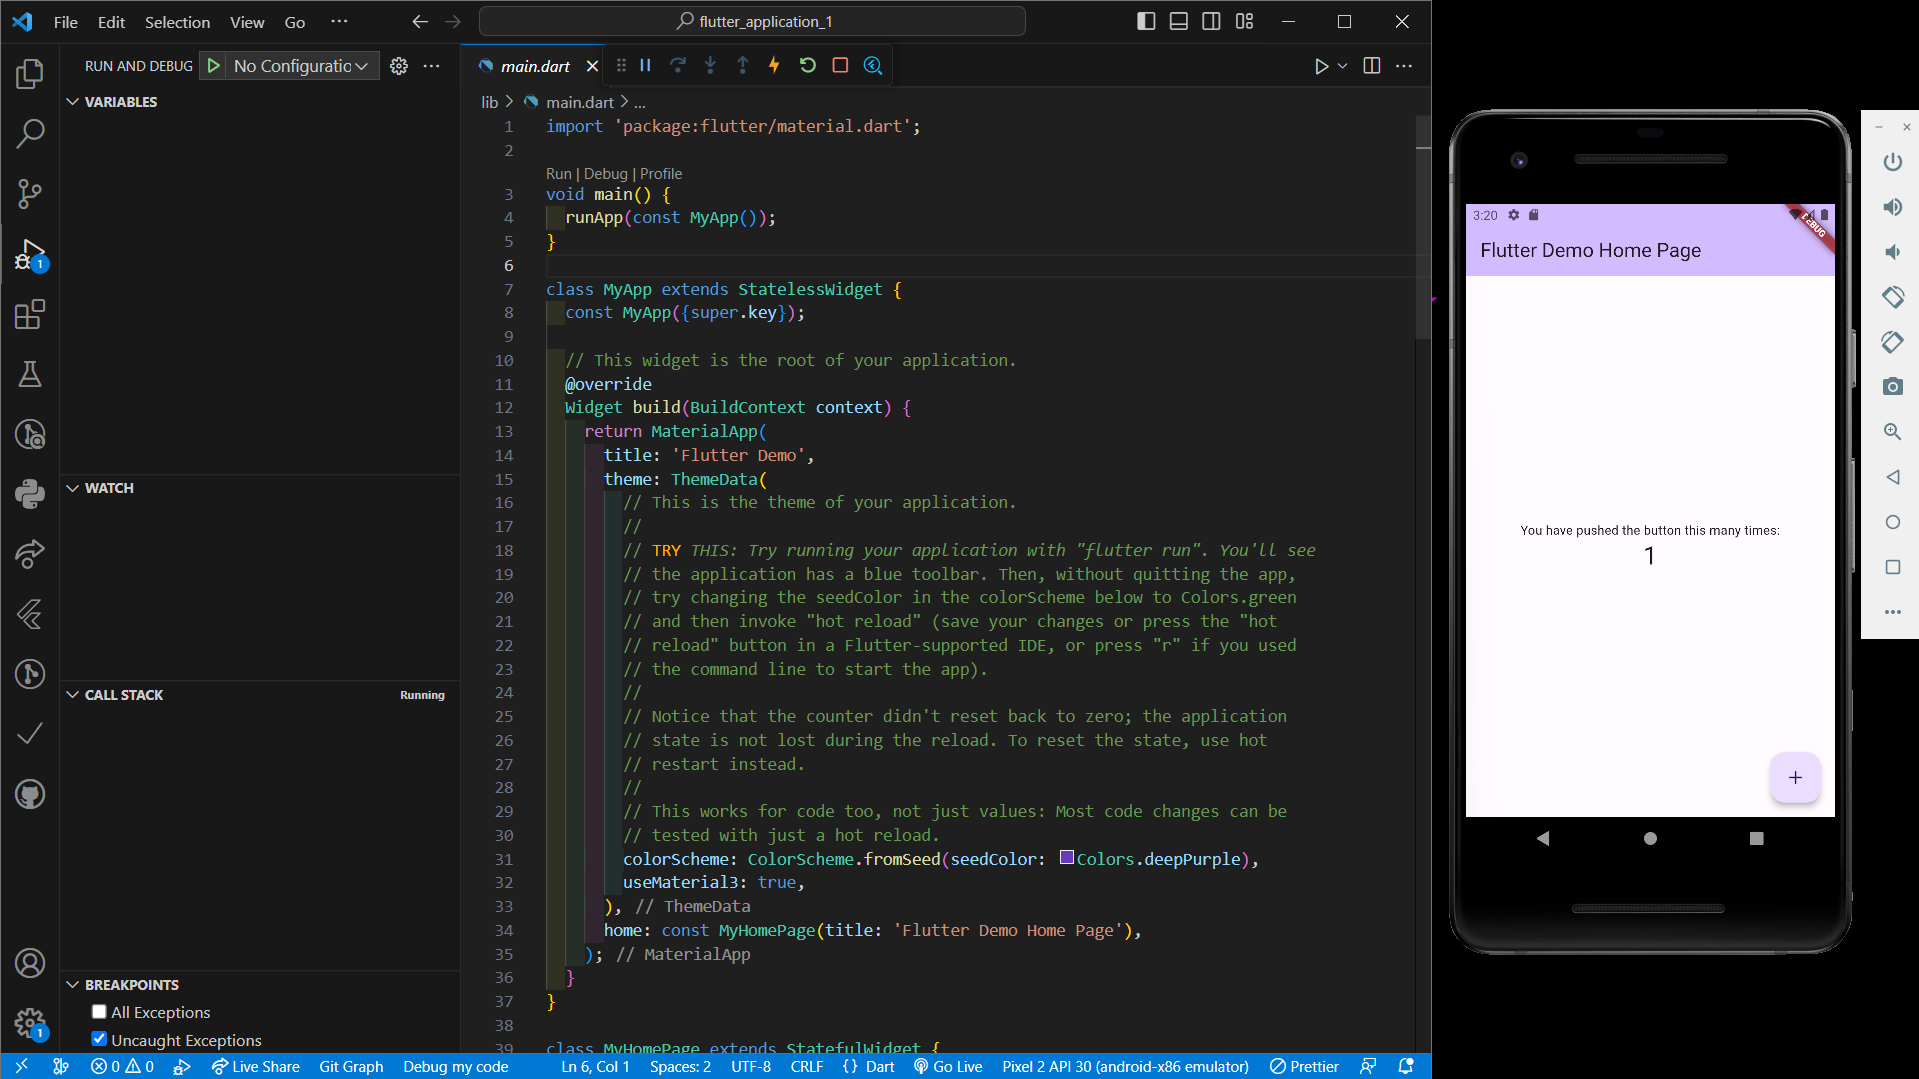 File Edit Selection View Go ···
flutter_application_1
RUN AND DEBUG No Configuratio
VARIABLES
WATCH
CALL STACK Running
BREAKPOINTS
All Exceptions
Uncaught Exceptions
1
1
main.dart
lib > main.dart > ...
1 import 'package:flutter/material.dart';
2
Run | Debug | Profile
3 void main() {
4 runApp(const MyApp());
5 }
6
7 class MyApp extends StatelessWidget {
8 const MyApp({super.key});
9
10 // This widget is the root of your application.
11 @override
12 Widget build(BuildContext context) {
13 return MaterialApp(
14 title: 'Flutter Demo',
15 theme: ThemeData(
16 // This is the theme of your application.
17 //
18 // TRY THIS: Try running your application with "flutter run". You'll see
19 // the application has a blue toolbar. Then, without quitting the app,
20 // try changing the seedColor in the colorScheme below to Colors.green
21 // and then invoke "hot reload" (save your changes or press the "hot
22 // reload" button in a Flutter-supported IDE, or press "r" if you used
23 // the command line to start the app).
24 //
25 // Notice that the counter didn't reset back to zero; the application
26 // state is not lost during the reload. To reset the state, use hot
27 // restart instead.
28 //
29 // This works for code too, not just values: Most code changes can be
30 // tested with just a hot reload.
31 colorScheme: ColorScheme.fromSeed(seedColor: Colors.deepPurple),
32 useMaterial3: true,
33 ), // ThemeData
34 home: const MyHomePage(title: 'Flutter Demo Home Page'),
35 ); // MaterialApp
36 }
37 }
38
39 class MyHomePage extends StatefulWidget {
0 0 Live Share Git Graph Debug my code Ln 6, Col 1 Spaces: 2 UTF-8 CRLF {} Dart Go Live Pixel 2 API 30 (android-x86 emulator) Prettier
3:20
DEBUG
Flutter Demo Home Page
You have pushed the button this many times:
1
+